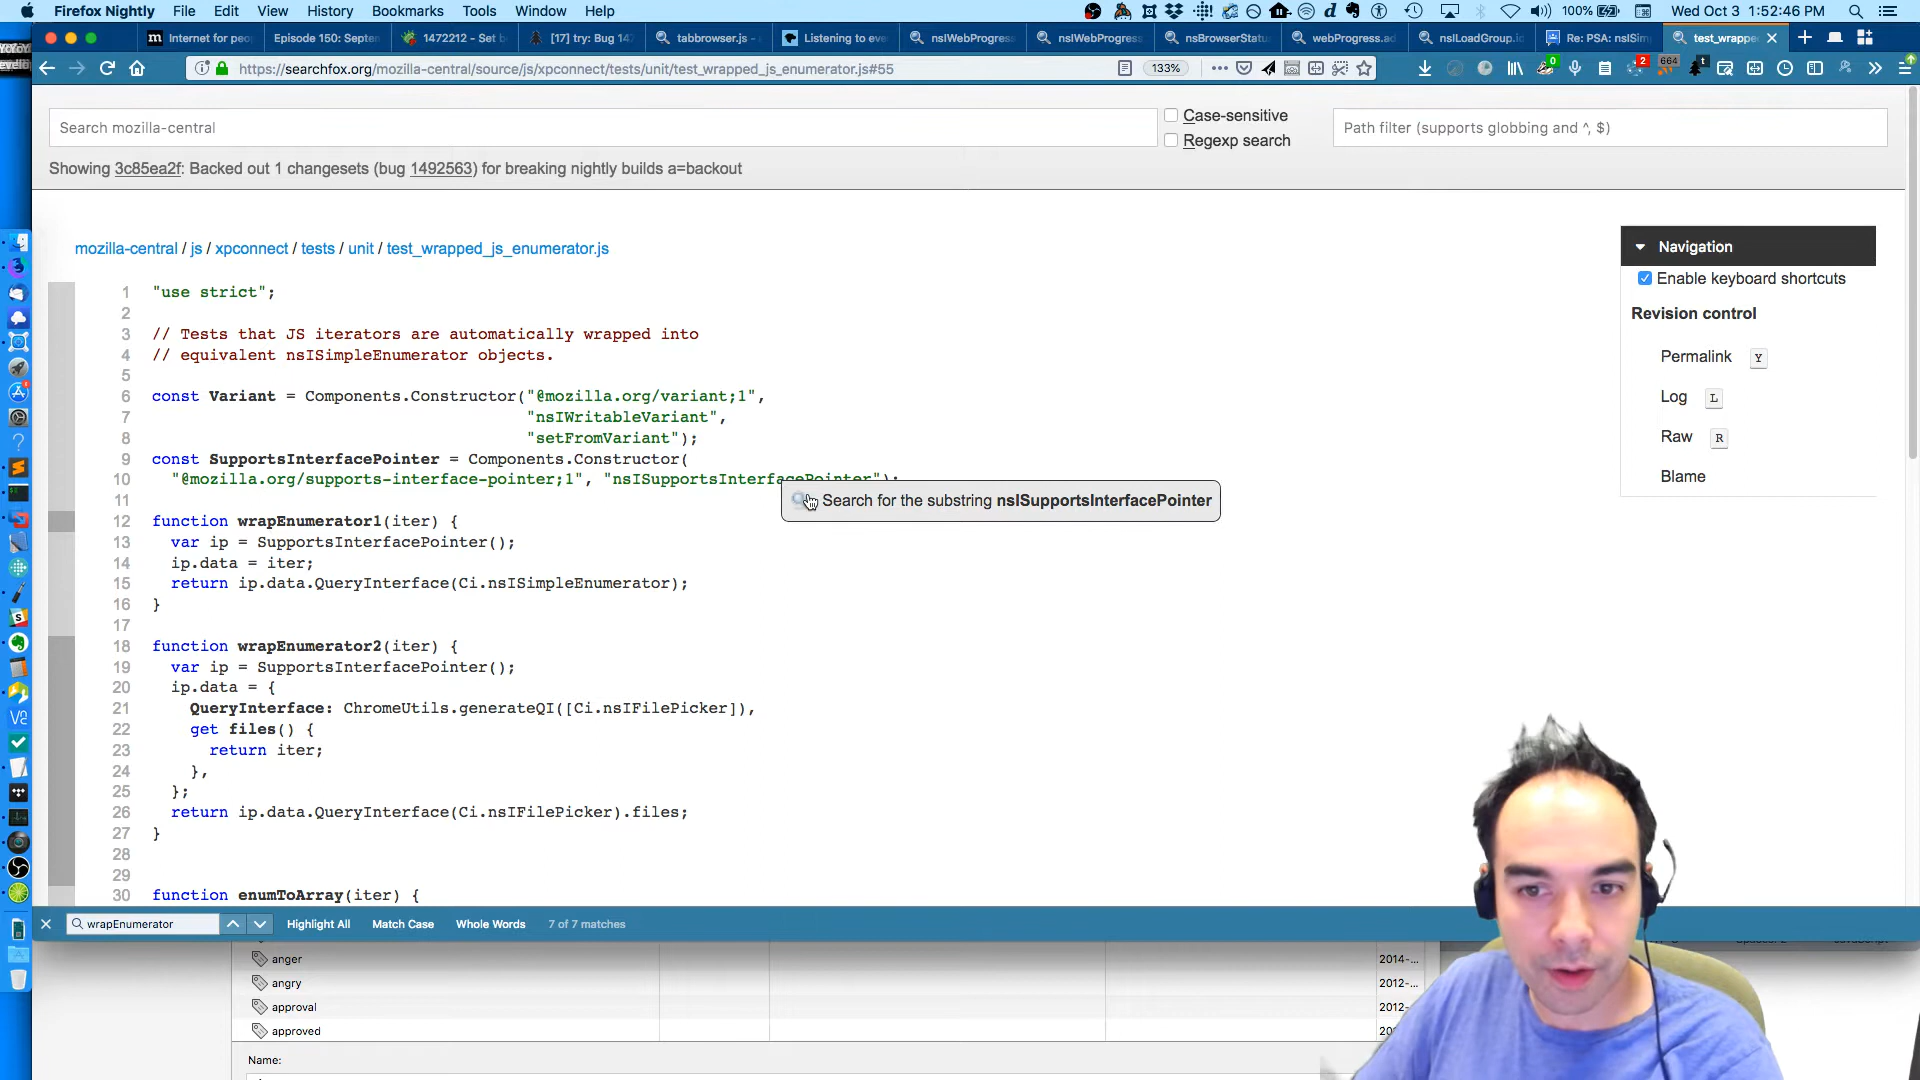 Firefox Nightly File Edit View History Bookmarks Tools Window Help 100% Wed Oct 3 1:52:46 PM
Internet for peo Episode 150: Septe 1472212 - Set b [17] try: Bug 14 tabbrowser.js - Listening to eve nsIWebProgress nsIWebProgress nsBrowserStatu webProgress.ad nsILoadGroup.i Re: PSA: nsISim test_wrappe
https://searchfox.org/mozilla-central/source/js/xpconnect/tests/unit/test_wrapped_js_enumerator.js#55 133% 0 2 664
Search mozilla-central
Case-sensitive
Regexp search
Path filter (supports globbing and ^, $)
Showing 3c85ea2f: Backed out 1 changesets (bug 1492563) for breaking nightly builds a=backout
mozilla-central / js / xpconnect / tests / unit / test_wrapped_js_enumerator.js
Navigation
Enable keyboard shortcuts
Revision control
Permalink Y
Log L
Raw R
Blame
1 "use strict";
2
3 // Tests that JS iterators are automatically wrapped into
4 // equivalent nsISimpleEnumerator objects.
5
6 const Variant = Components.Constructor("@mozilla.org/variant;1",
7 "nsIWritableVariant",
8 "setFromVariant");
9 const SupportsInterfacePointer = Components.Constructor(
10 "@mozilla.org/supports-interface-pointer;1", "nsISupportsInterfacePointer");
Search for the substring nsISupportsInterfacePointer
11
12 function wrapEnumerator1(iter) {
13 var ip = SupportsInterfacePointer();
14 ip.data = iter;
15 return ip.data.QueryInterface(Ci.nsISimpleEnumerator);
16 }
17
18 function wrapEnumerator2(iter) {
19 var ip = SupportsInterfacePointer();
20 ip.data = {
21 QueryInterface: ChromeUtils.generateQI([Ci.nsIFilePicker]),
22 get files() {
23 return iter;
24 },
25 };
26 return ip.data.QueryInterface(Ci.nsIFilePicker).files;
27 }
28
29
30 function enumToArray(iter) {
wrapEnumerator Highlight All Match Case Whole Words 7 of 7 matches
anger 2014-...
angry 2012-...
approval 2012-...
approved
Name: